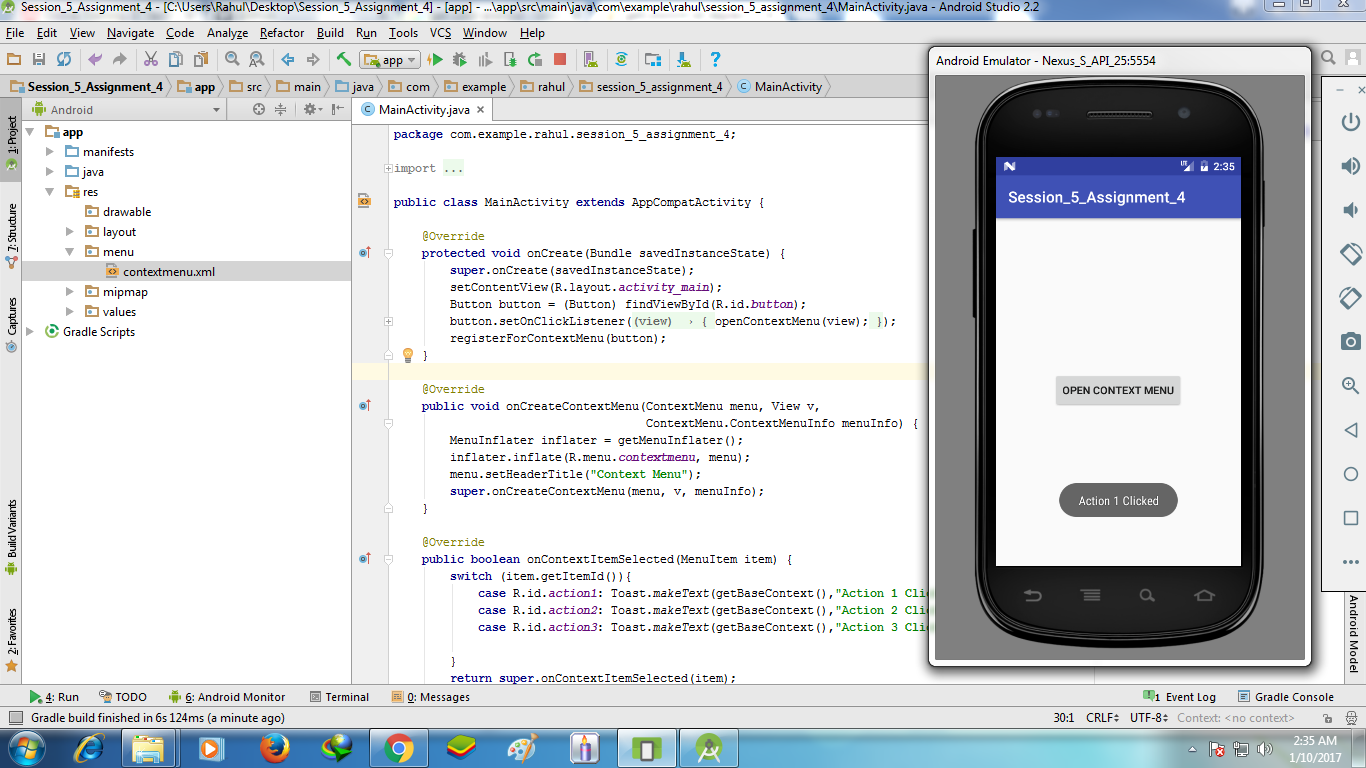 Session_5_Assignment_4 - [C:\Users\Rahul\Desktop\Session_5_Assignment_4] - [app] - ...\app\src\main\java\com\example\rahul\session_5_assignment_4\MainActivity.java - Android Studio 2.2
File Edit View Navigate Code Analyze Refactor Build Run Tools VCS Window Help
app
Session_5_Assignment_4 app src main java com example rahul session_5_assignment_4 MainActivity
Android
MainActivity.java
1: Project
7: Structure
Captures
Build Variants
2: Favorites
app
manifests
java
res
drawable
layout
menu
contextmenu.xml
mipmap
values
Gradle Scripts
package com.example.rahul.session_5_assignment_4;
import ...
public class MainActivity extends AppCompatActivity {
@Override
protected void onCreate(Bundle savedInstanceState) {
super.onCreate(savedInstanceState);
setContentView(R.layout.activity_main);
Button button = (Button) findViewById(R.id.button);
button.setOnClickListener((view) → { openContextMenu(view); });
registerForContextMenu(button);
}
@Override
public void onCreateContextMenu(ContextMenu menu, View v,
ContextMenu.ContextMenuInfo menuInfo) {
MenuInflater inflater = getMenuInflater();
inflater.inflate(R.menu.contextmenu, menu);
menu.setHeaderTitle("Context Menu");
super.onCreateContextMenu(menu, v, menuInfo);
}
@Override
public boolean onContextItemSelected(MenuItem item) {
switch (item.getItemId()){
case R.id.action1: Toast.makeText(getBaseContext(),"Action 1 Cli
case R.id.action2: Toast.makeText(getBaseContext(),"Action 2 Cli
case R.id.action3: Toast.makeText(getBaseContext(),"Action 3 Cli
}
return super.onContextItemSelected(item);
Android Emulator - Nexus_S_API_25:5554
LTE 2:35
Session_5_Assignment_4
OPEN CONTEXT MENU
Action 1 Clicked
Android Model
4: Run TODO 6: Android Monitor Terminal 0: Messages 1 Event Log Gradle Console
Gradle build finished in 6s 124ms (a minute ago) 30:1 CRLF UTF-8 Context: <no context>
2:35 AM
1/10/2017